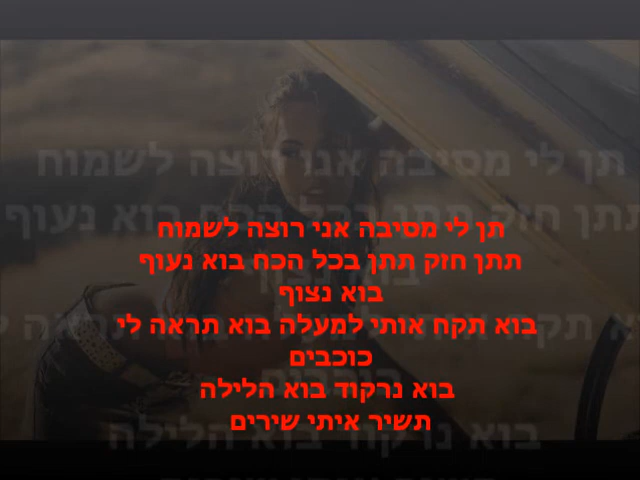 תן לי מסיבה אני רוצה לשמוח
תתן חזק תתן בכל הכח בוא נעוף
בוא נצוף
בוא תקח אותי למעלה בוא תראה לי
כוכבים
בוא נרקוד בוא הלילה
תשיר איתי שירים